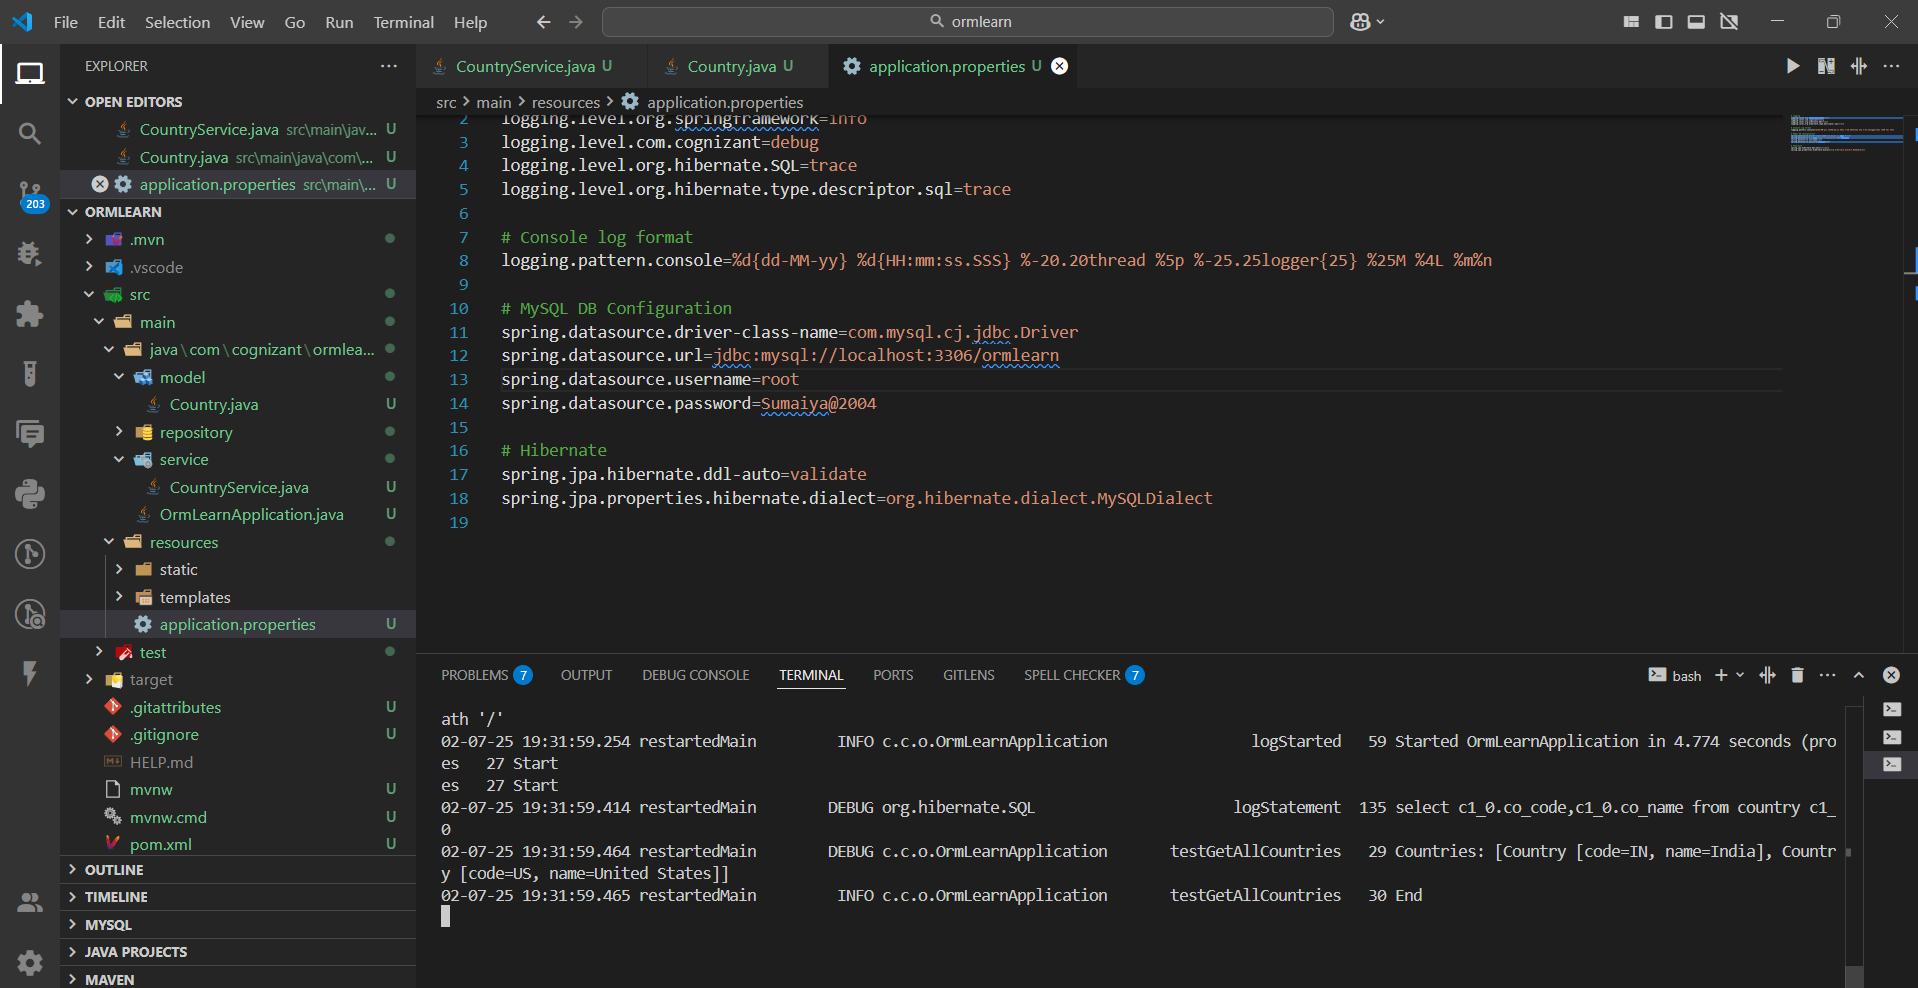 File Edit Selection View Go Run Terminal Help
ormlearn
EXPLORER
OPEN EDITORS
CountryService.java src\main\jav... U
Country.java src\main\java\com\... U
application.properties src\main\... U
203
ORMLEARN
.mvn
.vscode
src
main
java\com\cognizant\ormlea...
model
Country.java U
repository
service
CountryService.java U
OrmLearnApplication.java U
resources
static
templates
application.properties U
test
target
.gitattributes U
.gitignore U
HELP.md
mvnw U
mvnw.cmd U
pom.xml U
OUTLINE
TIMELINE
MYSQL
JAVA PROJECTS
MAVEN
CountryService.java U Country.java U application.properties U
src > main > resources > application.properties
2 logging.level.org.springframework=info
3 logging.level.com.cognizant=debug
4 logging.level.org.hibernate.SQL=trace
5 logging.level.org.hibernate.type.descriptor.sql=trace
6
7 # Console log format
8 logging.pattern.console=%d{dd-MM-yy} %d{HH:mm:ss.SSS} %-20.20thread %5p %-25.25logger{25} %25M %4L %m%n
9
10 # MySQL DB Configuration
11 spring.datasource.driver-class-name=com.mysql.cj.jdbc.Driver
12 spring.datasource.url=jdbc:mysql://localhost:3306/ormlearn
13 spring.datasource.username=root
14 spring.datasource.password=Sumaiya@2004
15
16 # Hibernate
17 spring.jpa.hibernate.ddl-auto=validate
18 spring.jpa.properties.hibernate.dialect=org.hibernate.dialect.MySQLDialect
19
PROBLEMS 7 OUTPUT DEBUG CONSOLE TERMINAL PORTS GITLENS SPELL CHECKER 7
bash
ath '/'
02-07-25 19:31:59.254 restartedMain INFO c.c.o.OrmLearnApplication logStarted 59 Started OrmLearnApplication in 4.774 seconds (pro
es 27 Start
es 27 Start
02-07-25 19:31:59.414 restartedMain DEBUG org.hibernate.SQL logStatement 135 select c1_0.co_code,c1_0.co_name from country c1_
0
02-07-25 19:31:59.464 restartedMain DEBUG c.c.o.OrmLearnApplication testGetAllCountries 29 Countries: [Country [code=IN, name=India], Countr
y [code=US, name=United States]]
02-07-25 19:31:59.465 restartedMain INFO c.c.o.OrmLearnApplication testGetAllCountries 30 End